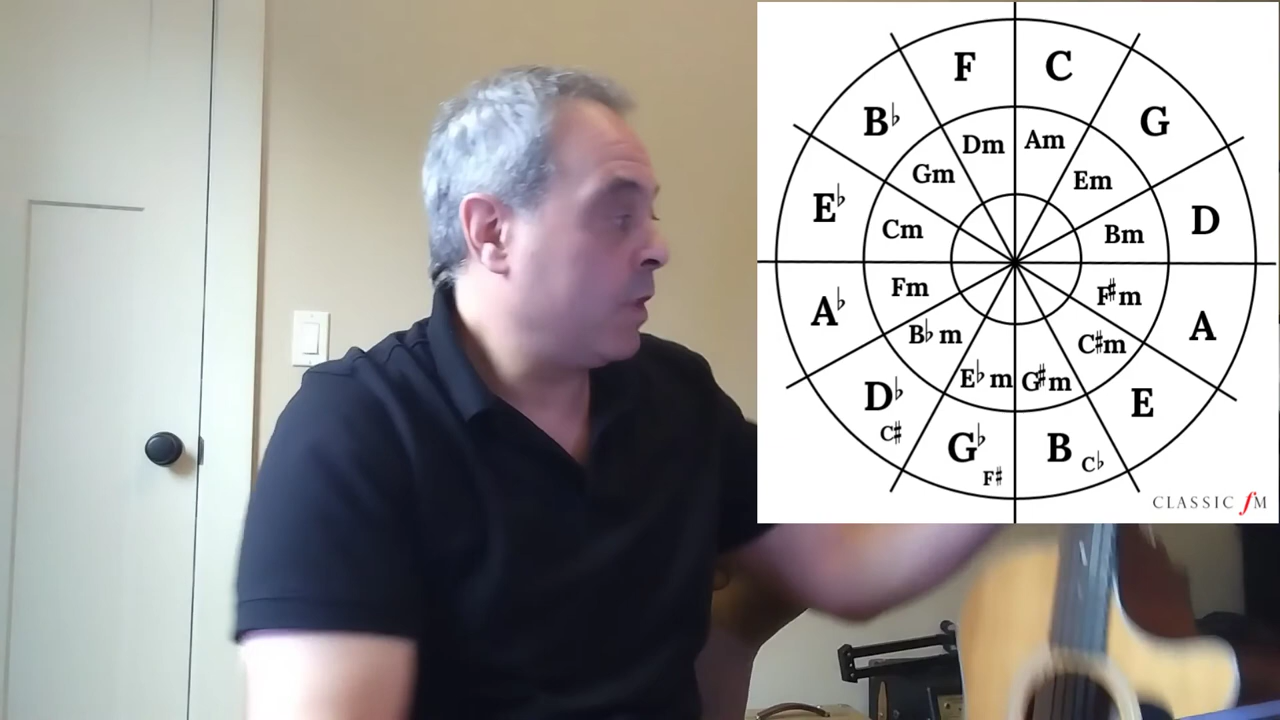 F C
B♭ G
Dm Am
Gm Em
E♭ D
Cm Bm
Fm F#m
A♭ A
B♭m C#m
E♭m G#m
D♭ E
C#
G♭ B
F# C♭
CLASSIC fM